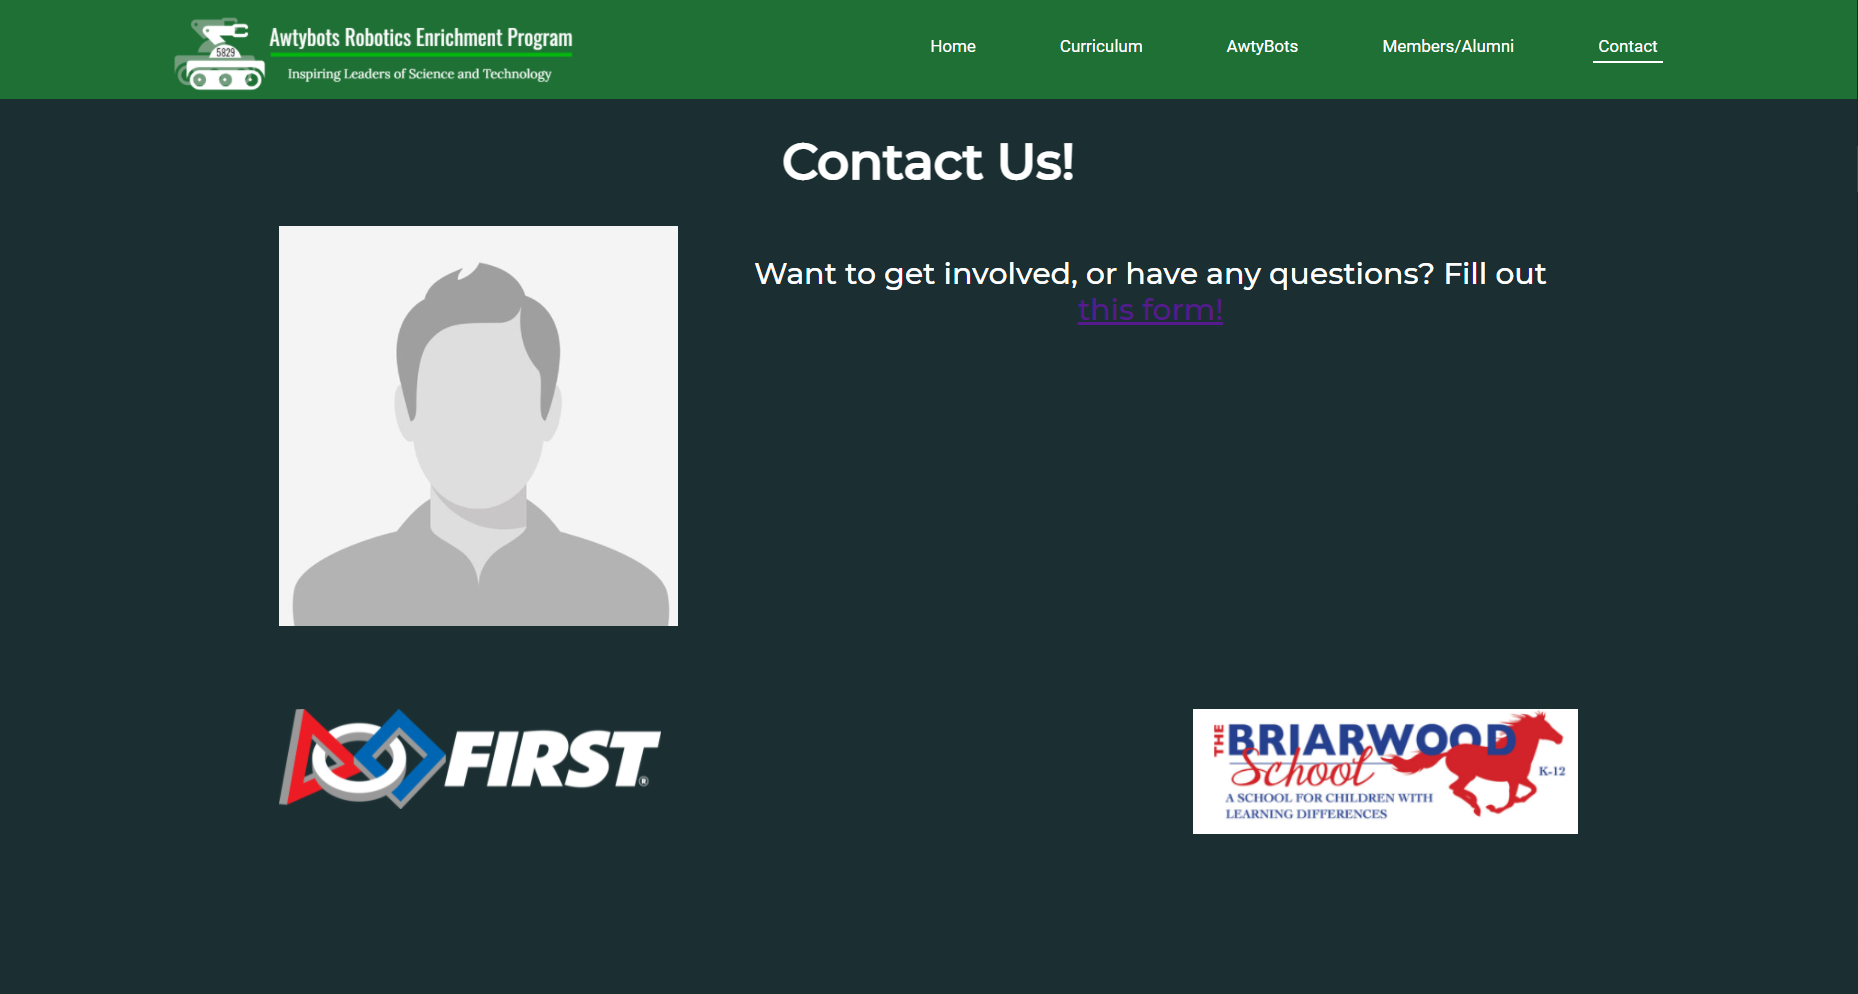 5829
Awtybots Robotics Enrichment Program
Inspiring Leaders of Science and Technology
Home
Curriculum
AwtyBots
Members/Alumni
Contact
Contact Us!
Want to get involved, or have any questions? Fill out
this form!
FIRST®
THE BRIARWOOD
School
K-12
A SCHOOL FOR CHILDREN WITH
LEARNING DIFFERENCES